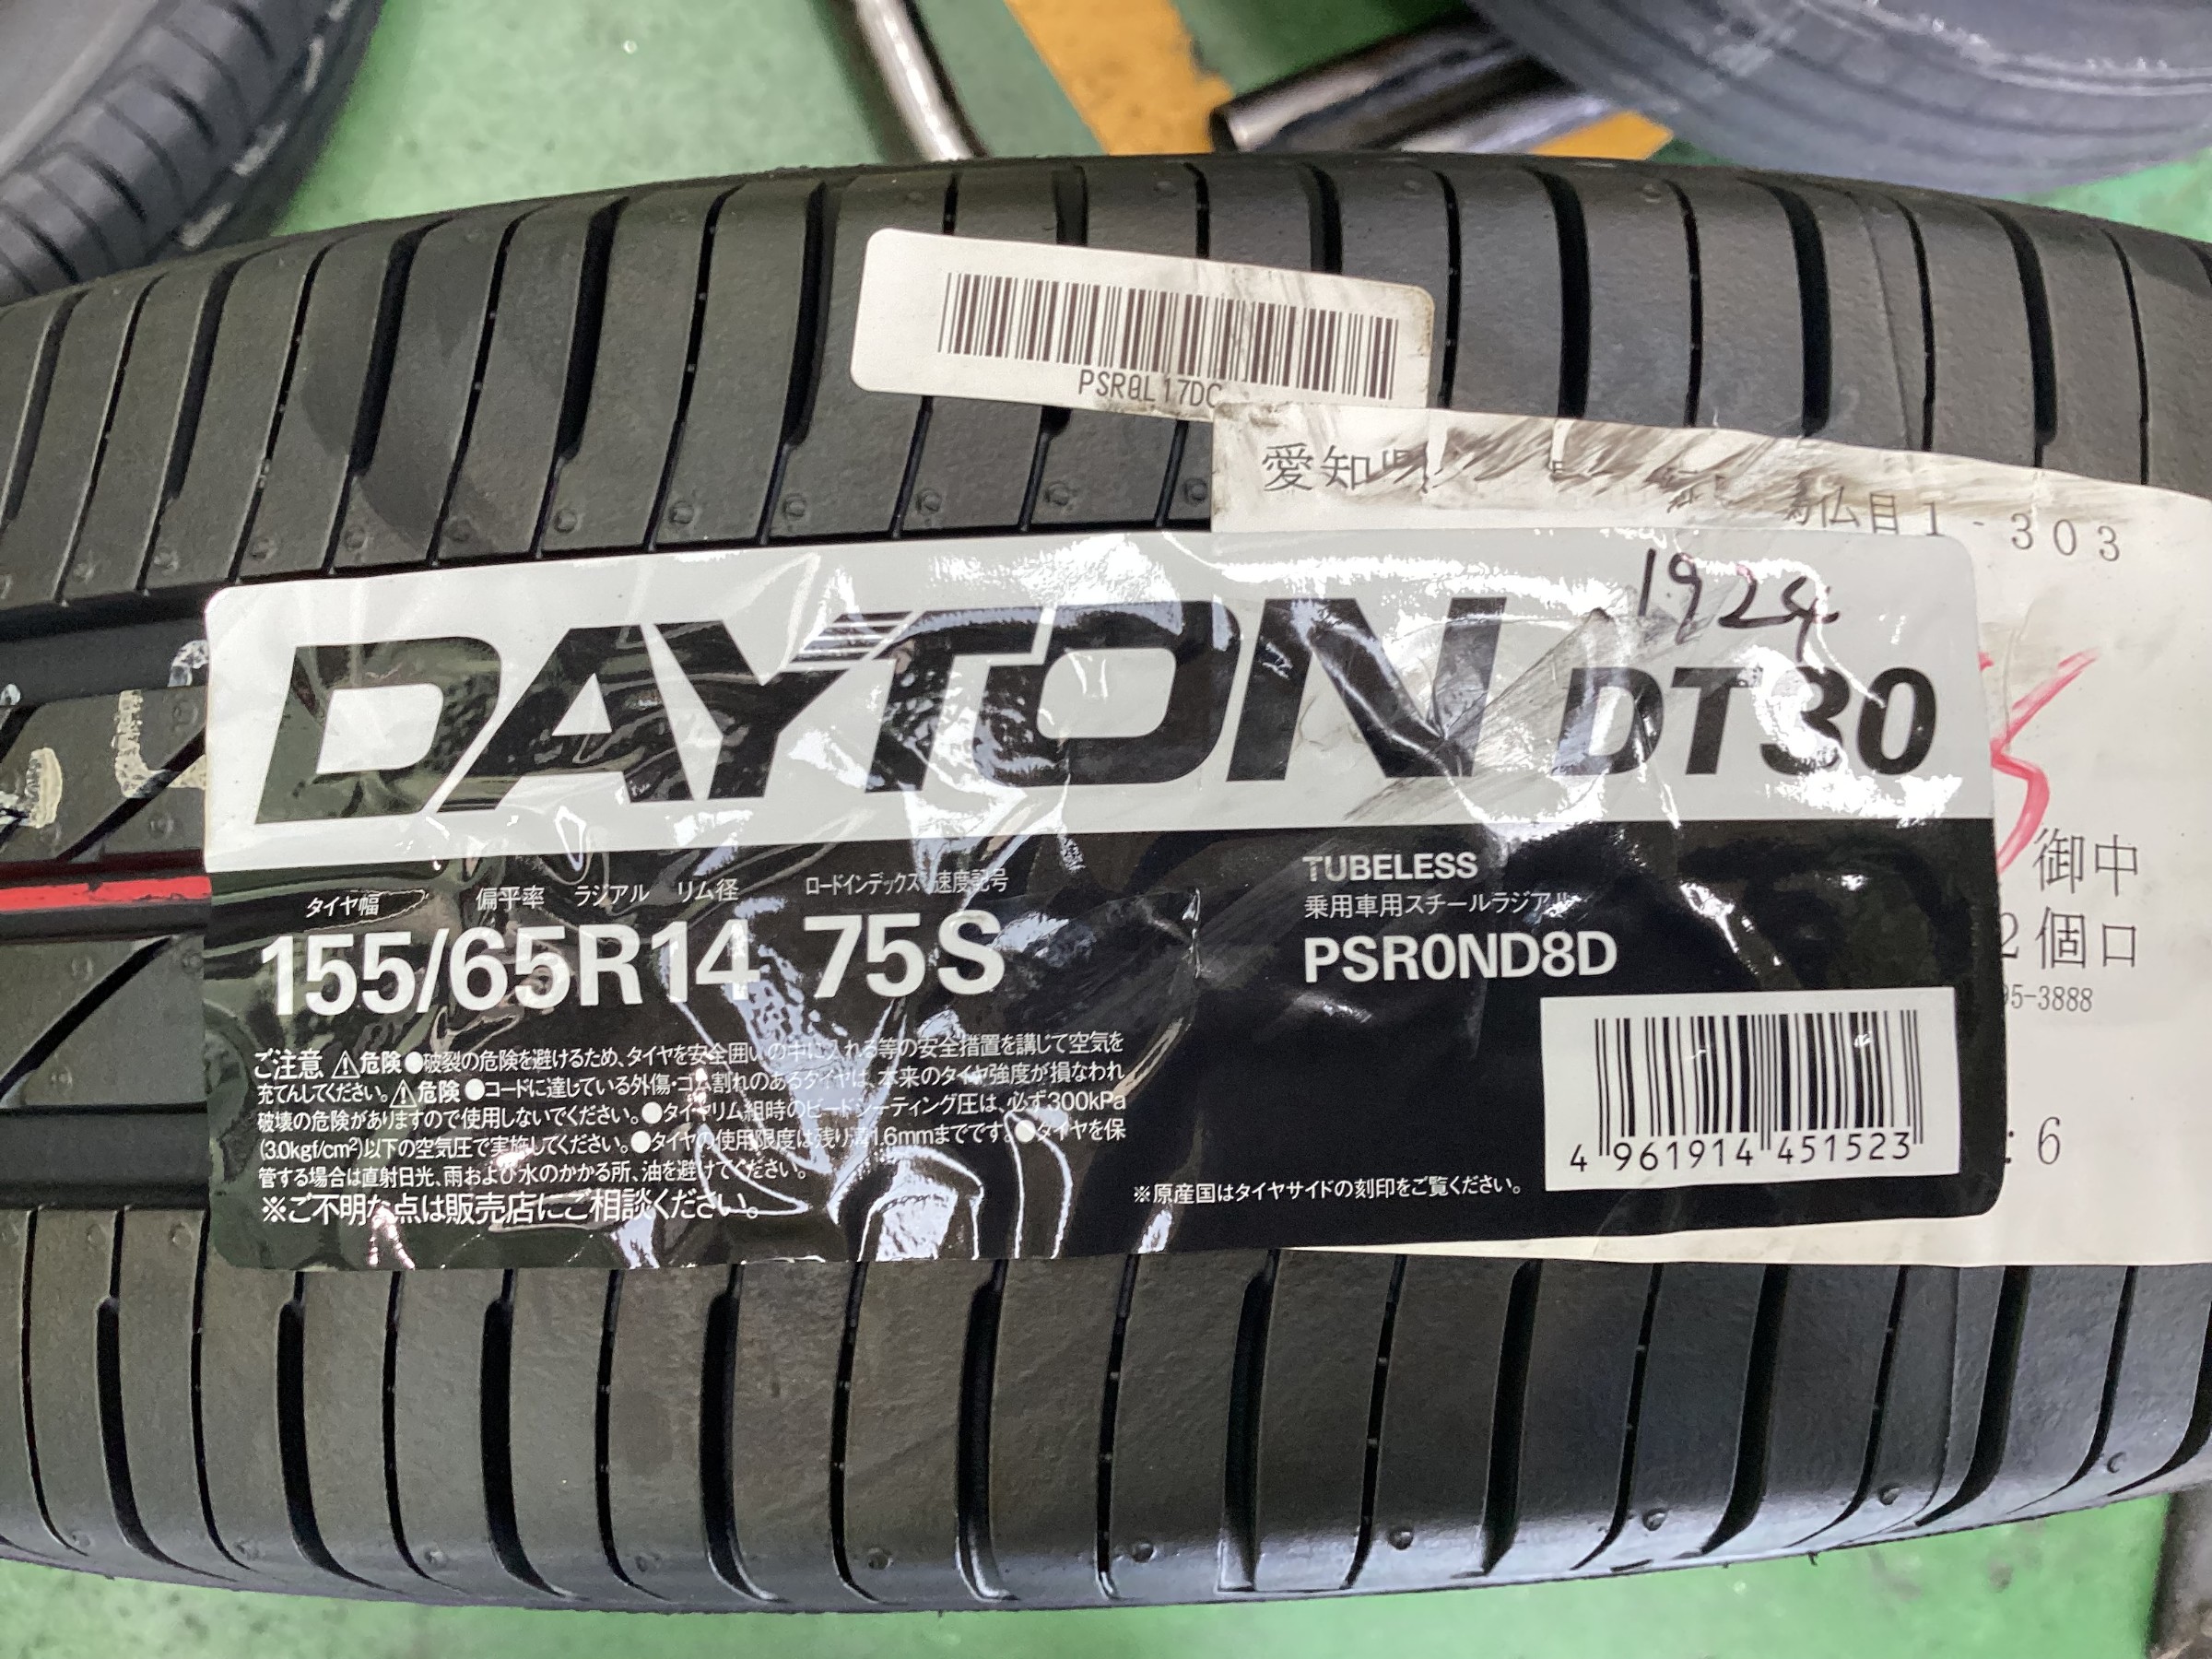 PSR0L17DC
愛知県
仏目1-303
1924
DAYTON DT30
御中
2個口
95-3888
: 6
タイヤ幅 偏平率 ラジアル リム径 ロードインデックス 速度記号
155/65R14 75S
TUBELESS
乗用車用スチールラジアル
PSR0ND8D
ご注意 ⚠危険 ●破裂の危険を避けるため、タイヤを安全囲いの中に入れる等の安全措置を講じて空気を
充てんしてください。⚠危険 ●コードに達している外傷・ゴム割れのあるタイヤは、本来のタイヤ強度が損なわれ
破壊の危険がありますので使用しないでください。●タイヤリム組時のビードシーティング圧は、必ず300kPa
(3.0kgf/cm²)以下の空気圧で実施してください。●タイヤの使用限度は残り溝1.6mmまでです。●タイヤを保
管する場合は直射日光、雨および水のかかる所、油を避けてください。
※ご不明な点は販売店にご相談ください。
※原産国はタイヤサイドの刻印をご覧ください。
4 961914 451523